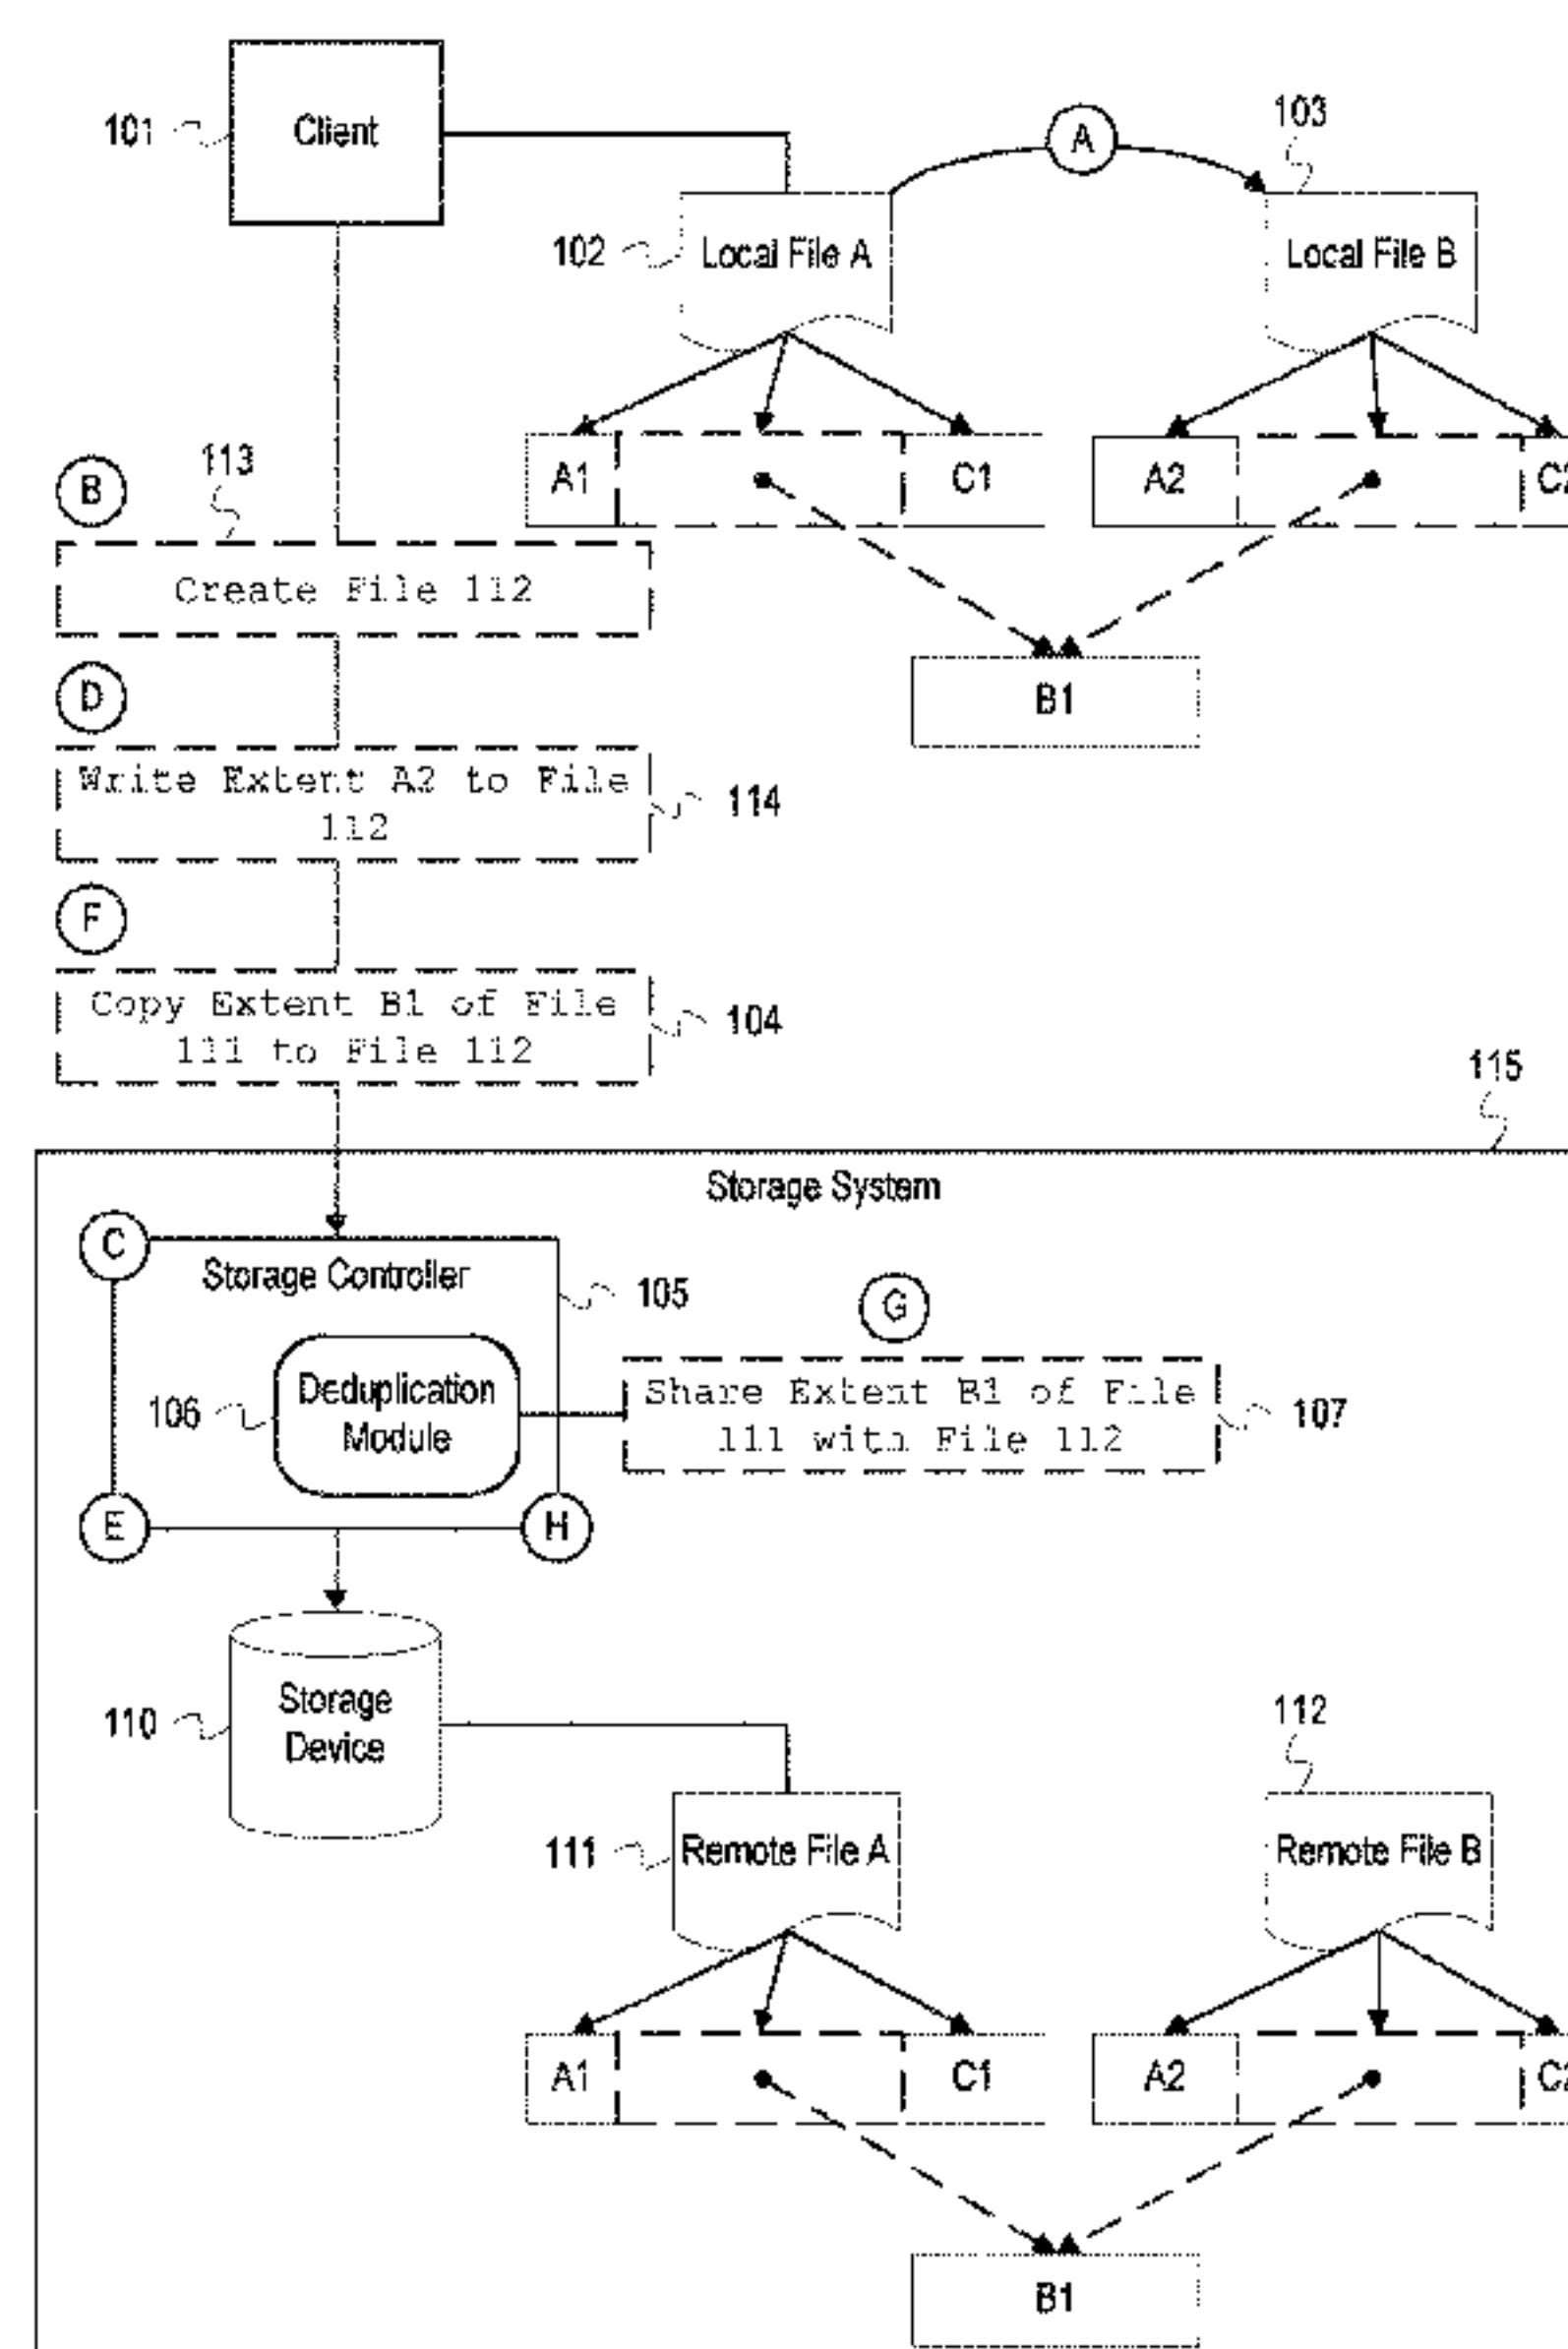 101
Client
A
103
102
Local File A
Local File B
A1
C1
A2
B
113
Create File 112
B1
D
Write Extent A2 to File
112
114
F
Copy Extent B1 of File
111 to File 112
104
115
Storage System
C
Storage Controller
105
G
106
Deduplication
Module
Share Extent B1 of File
111 with File 112
107
E
H
110
Storage
Device
112
111
Remote File A
Remote File B
A1
C1
A2
B1